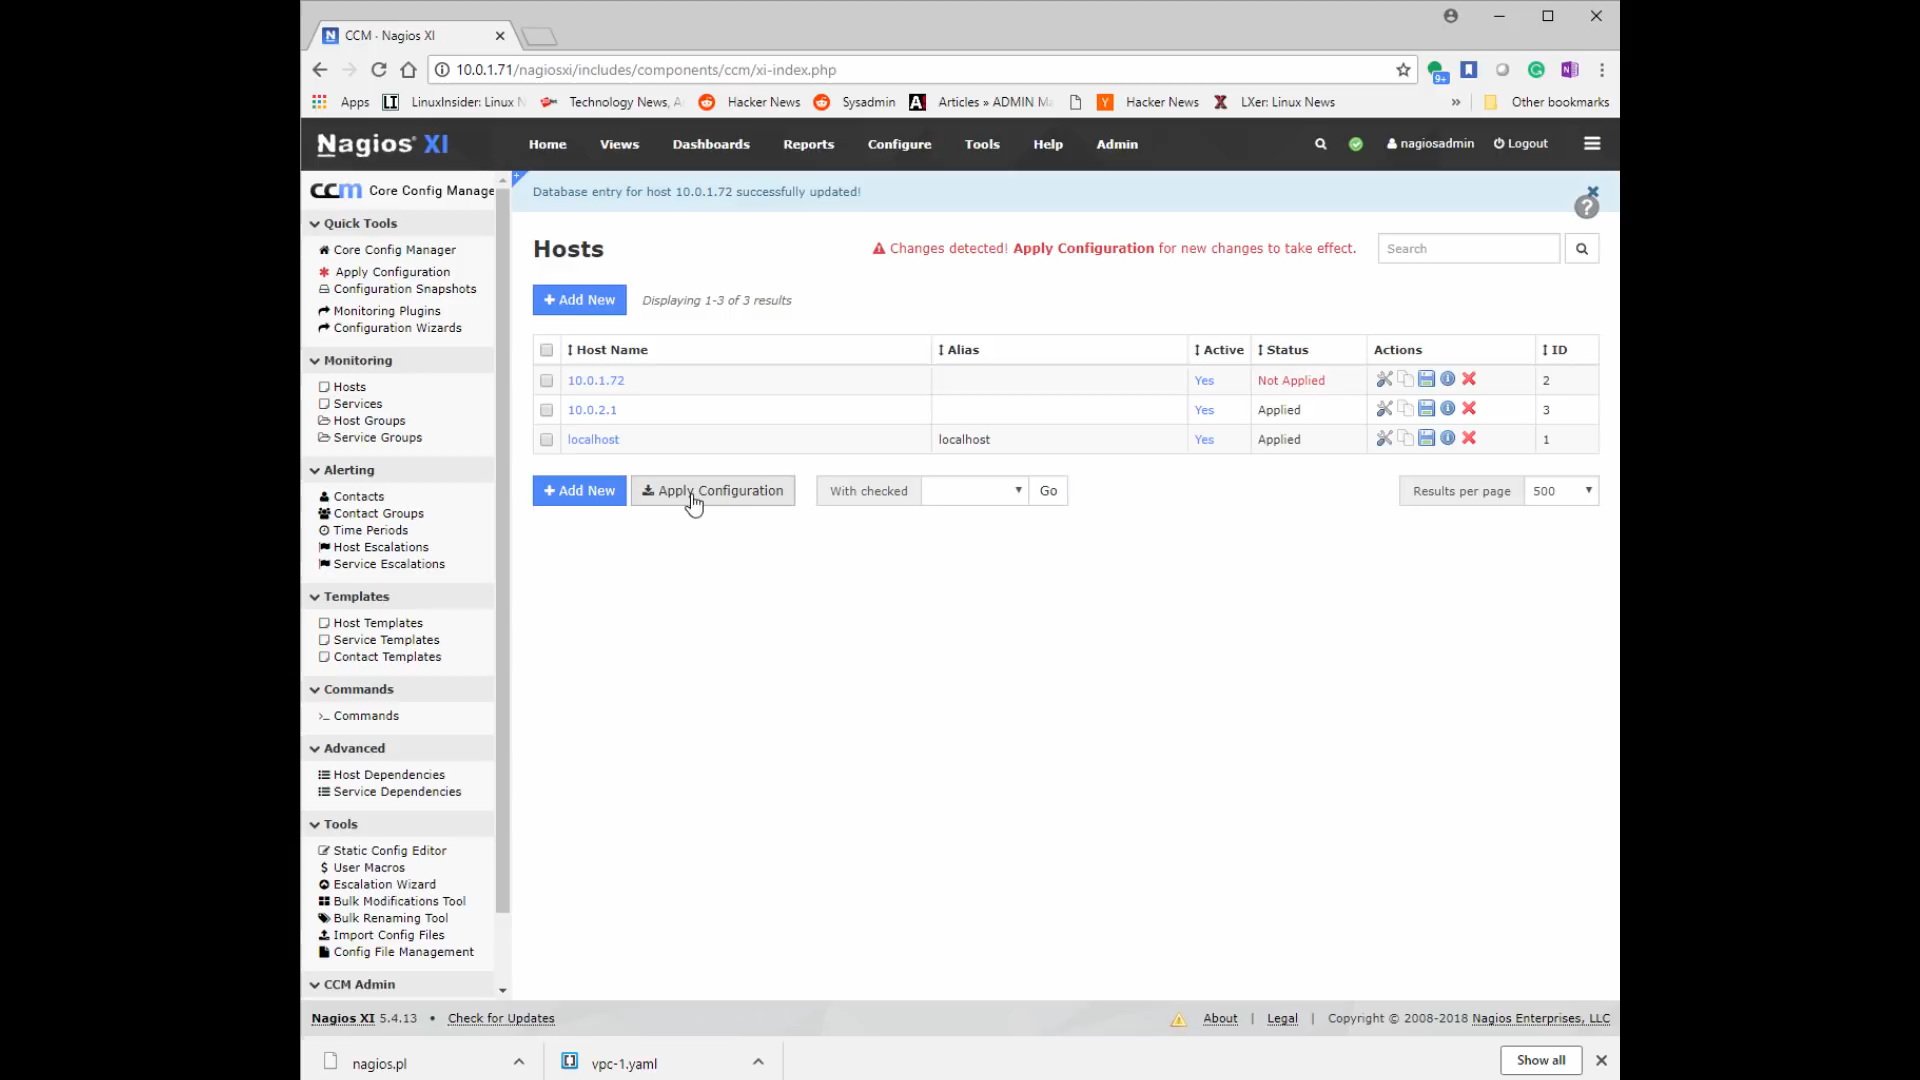 CCM - Nagios XI
10.0.1.71/nagiosxi/includes/components/ccm/xi-index.php
9+
Apps LinuxInsider: Linux N Technology News, A Hacker News Sysadmin Articles » ADMIN Ma Hacker News LXer: Linux News » Other bookmarks
Nagios® XI Home Views Dashboards Reports Configure Tools Help Admin nagiosadmin Logout
ccm Core Config Manage
Database entry for host 10.0.1.72 successfully updated!
Quick Tools
Core Config Manager
Apply Configuration
Configuration Snapshots
Monitoring Plugins
Configuration Wizards
Monitoring
Hosts
Services
Host Groups
Service Groups
Alerting
Contacts
Contact Groups
Time Periods
Host Escalations
Service Escalations
Templates
Host Templates
Service Templates
Contact Templates
Commands
>_ Commands
Advanced
Host Dependencies
Service Dependencies
Tools
Static Config Editor
$ User Macros
Escalation Wizard
Bulk Modifications Tool
Bulk Renaming Tool
Import Config Files
Config File Management
CCM Admin
Hosts
Changes detected! Apply Configuration for new changes to take effect.
Search
+ Add New Displaying 1-3 of 3 results
Host Name Alias Active Status Actions ID
10.0.1.72 Yes Not Applied 2
10.0.2.1 Yes Applied 3
localhost localhost Yes Applied 1
+ Add New Apply Configuration With checked Go Results per page 500
Nagios XI 5.4.13 • Check for Updates About | Legal | Copyright © 2008-2018 Nagios Enterprises, LLC
nagios.pl vpc-1.yaml Show all